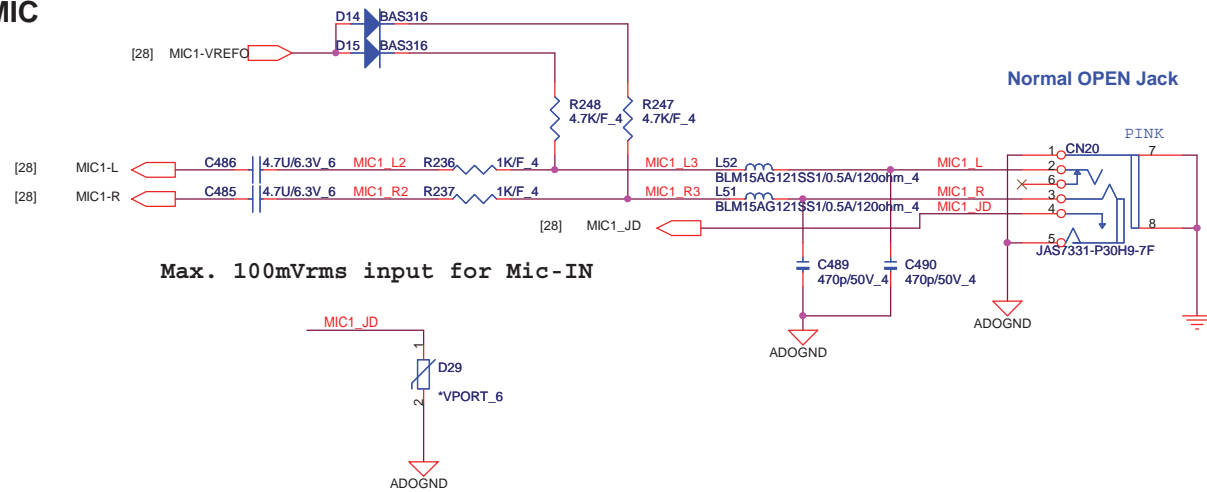 MIC
D14 BAS316
[28] MIC1-VREFO D15 BAS316
Normal OPEN Jack
R248 R247
4.7K/F_4 4.7K/F_4
PINK
1 CN20 7
[28] MIC1-L C486 4.7U/6.3V_6 MIC1_L2 R236 1K/F_4 MIC1_L3 L52 MIC1_L 2
BLM15AG121SS1/0.5A/120ohm_4 6
[28] MIC1-R C485 4.7U/6.3V_6 MIC1_R2 R237 1K/F_4 MIC1_R3 L51 MIC1_R 3
BLM15AG121SS1/0.5A/120ohm_4 MIC1_JD 4
[28] MIC1_JD 8
5
JAS7331-P30H9-7F
Max. 100mVrms input for Mic-IN
C489 C490
470p/50V_4 470p/50V_4
MIC1_JD
ADOGND
ADOGND
1
D29
*VPORT_6
2
ADOGND